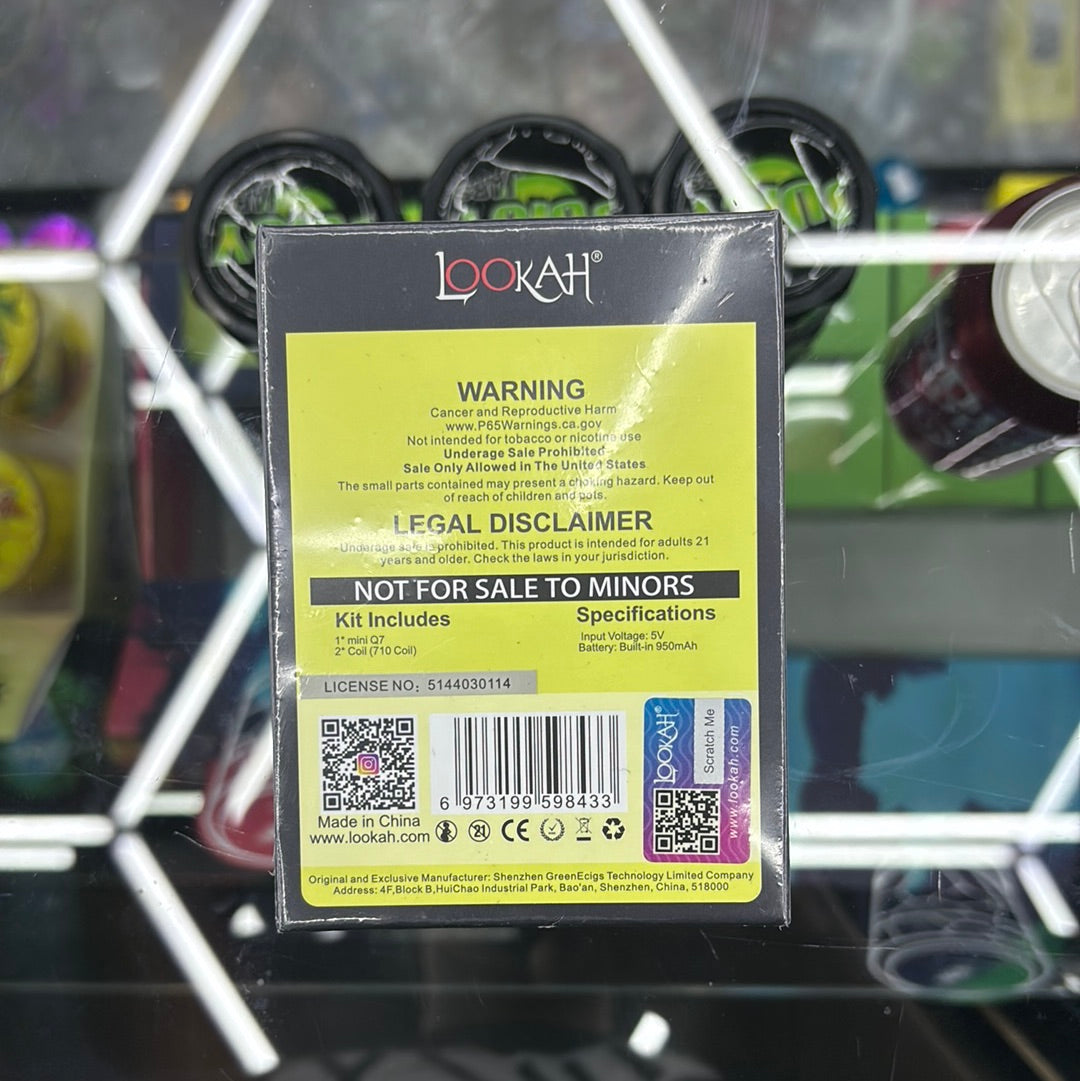 LOOKAH®
WARNING
Cancer and Reproductive Harm
www.P65Warnings.ca.gov
Not intended for tobacco or nicotine use
Underage Sale Prohibited
Sale Only Allowed in The United States
The small parts contained may present a choking hazard. Keep out
of reach of children and pets.
LEGAL DISCLAIMER
Underage sale is prohibited. This product is intended for adults 21
years and older. Check the laws in your jurisdiction.
NOT FOR SALE TO MINORS
Kit Includes
1* mini Q7
2* Coil (710 Coil)
Specifications
Input Voltage: 5V
Battery: Built-in 950mAh
LICENSE NO: 5144030114
6 973199 598433
LOOKAH®
Scratch Me
www.lookah.com
Made in China
www.lookah.com
21
CE
Original and Exclusive Manufacturer: Shenzhen GreenEcigs Technology Limited Company
Address: 4F,Block B,HuiChao Industrial Park, Bao'an, Shenzhen, China, 518000